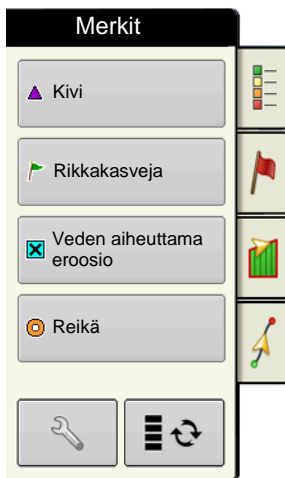 Merkit
Kivi
Rikkakasveja
Veden aiheuttama
eroosio
Reikä